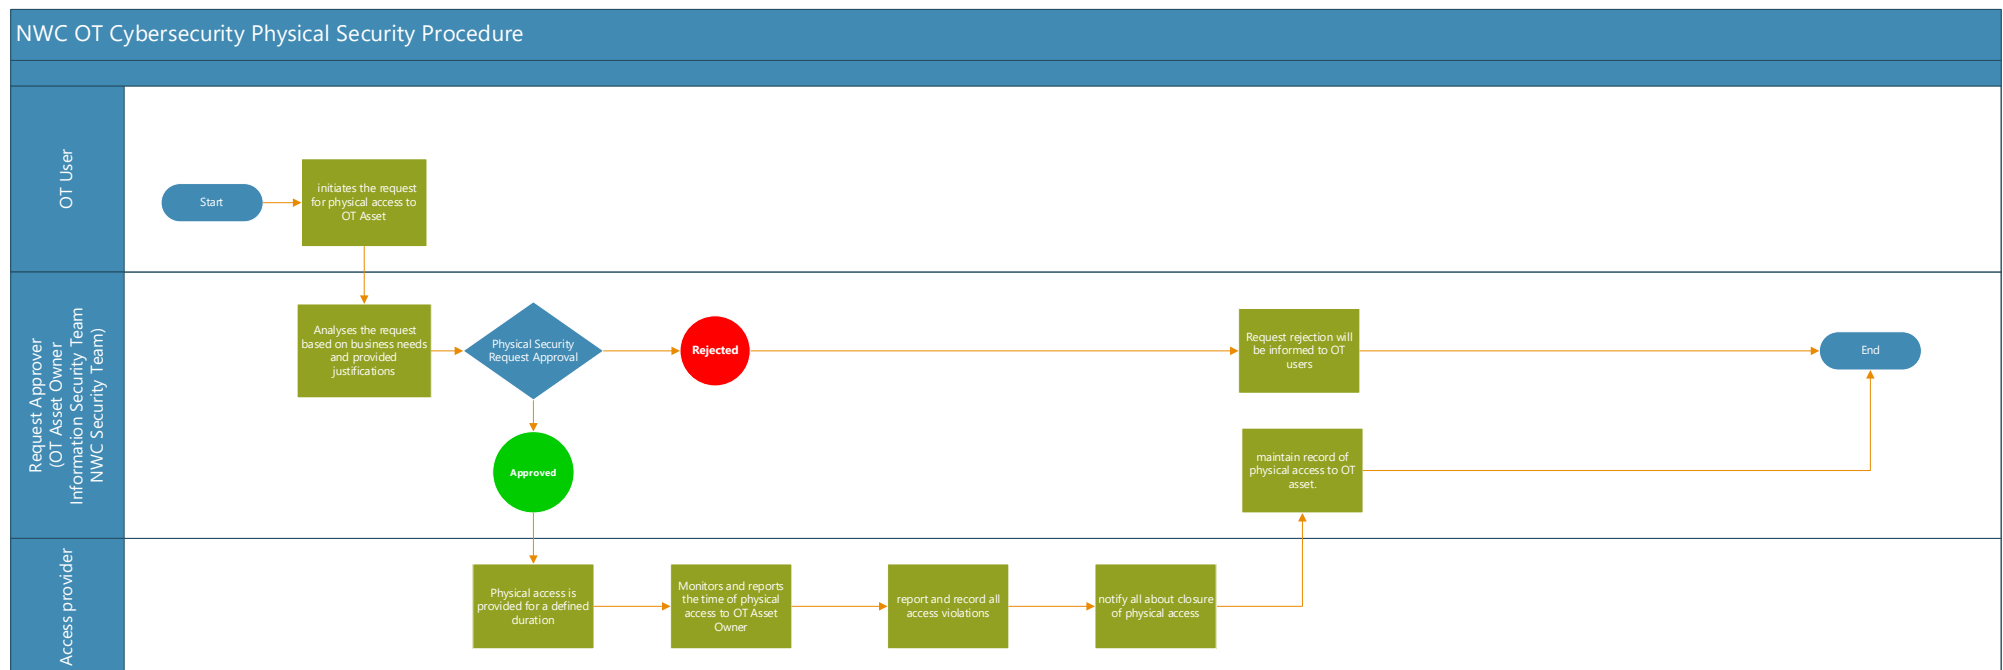 NWC OT Cybersecurity Physical Security Procedure
OT User
Start
initiates the request
for physical access to
OT Asset
Request Approver
(OT Asset Owner
Information Security Team
NWC Security Team)
Analyses the request
based on business needs
and provided
justifications
Physical Security
Request Approval
Rejected
Request rejection will
be informed to OT
users
End
Approved
maintain record of
physical access to OT
asset.
Access provider
Physical access is
provided for a defined
duration
Monitors and reports
the time of physical
access to OT Asset
Owner
report and record all
access violations
notify all about closure
of physical access